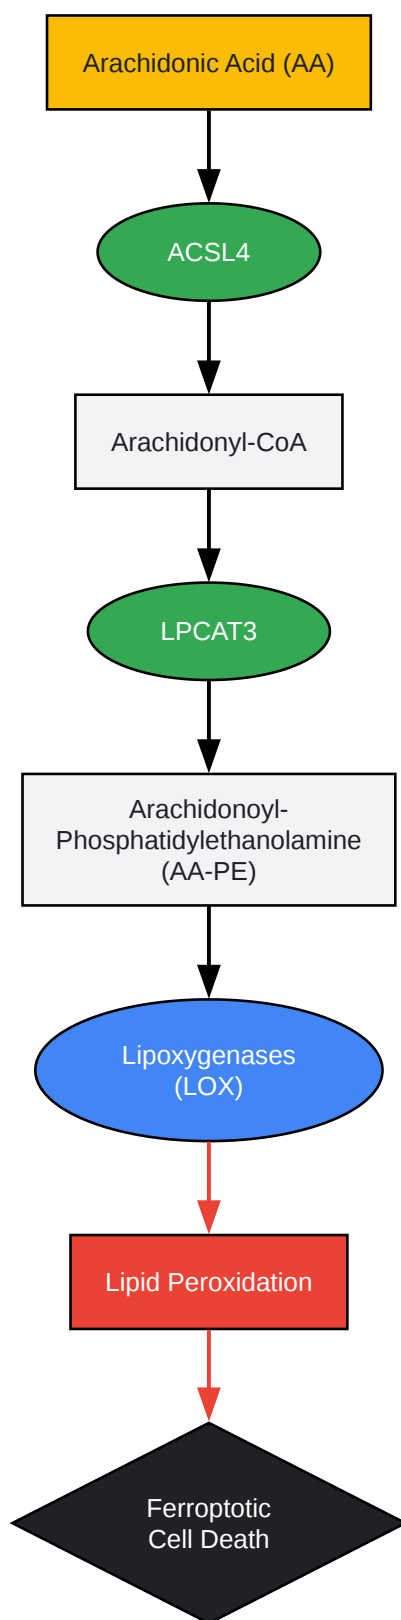 Arachidonic Acid (AA)
ACSL4
Arachidonyl-CoA
LPCAT3
Arachidonoyl-
Phosphatidylethanolamine
(AA-PE)
Lipoxygenases
(LOX)
Lipid Peroxidation
Ferroptotic
Cell Death